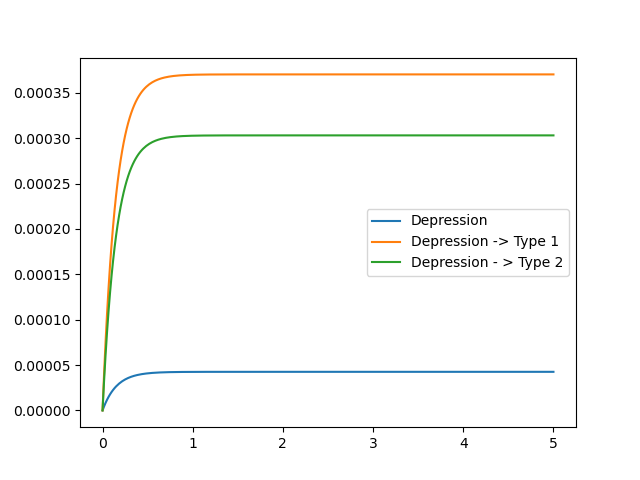 0.00035
0.00030
0.00025
0.00020
0.00015
0.00010
0.00005
0.00000
Depression
Depression -> Type 1
Depression - > Type 2
0 1 2 3 4 5